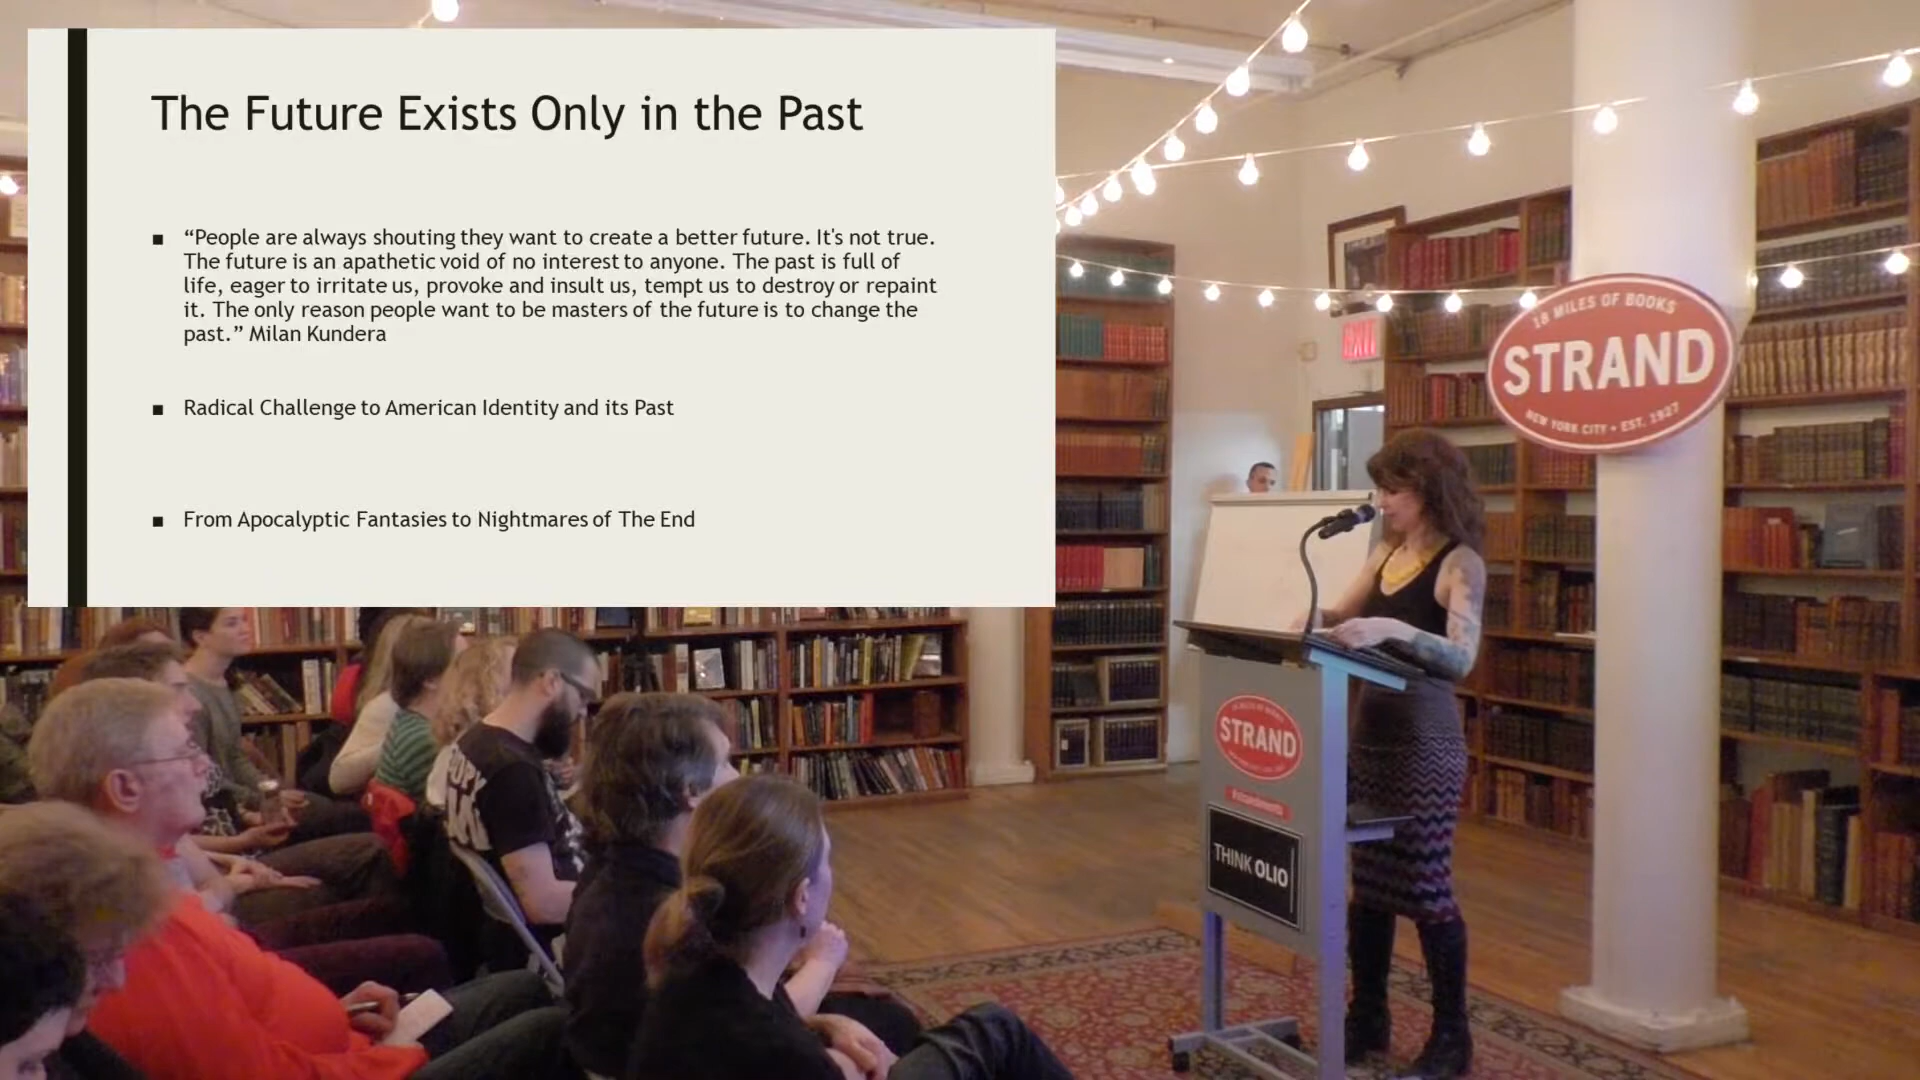 The Future Exists Only in the Past
■ “People are always shouting they want to create a better future. It's not true.
The future is an apathetic void of no interest to anyone. The past is full of
life, eager to irritate us, provoke and insult us, tempt us to destroy or repaint
it. The only reason people want to be masters of the future is to change the
past.” Milan Kundera
■ Radical Challenge to American Identity and its Past
■ From Apocalyptic Fantasies to Nightmares of The End
EXIT
18 MILES OF BOOKS
STRAND
NEW YORK CITY • EST. 1927
STRAND
THINK OLIO